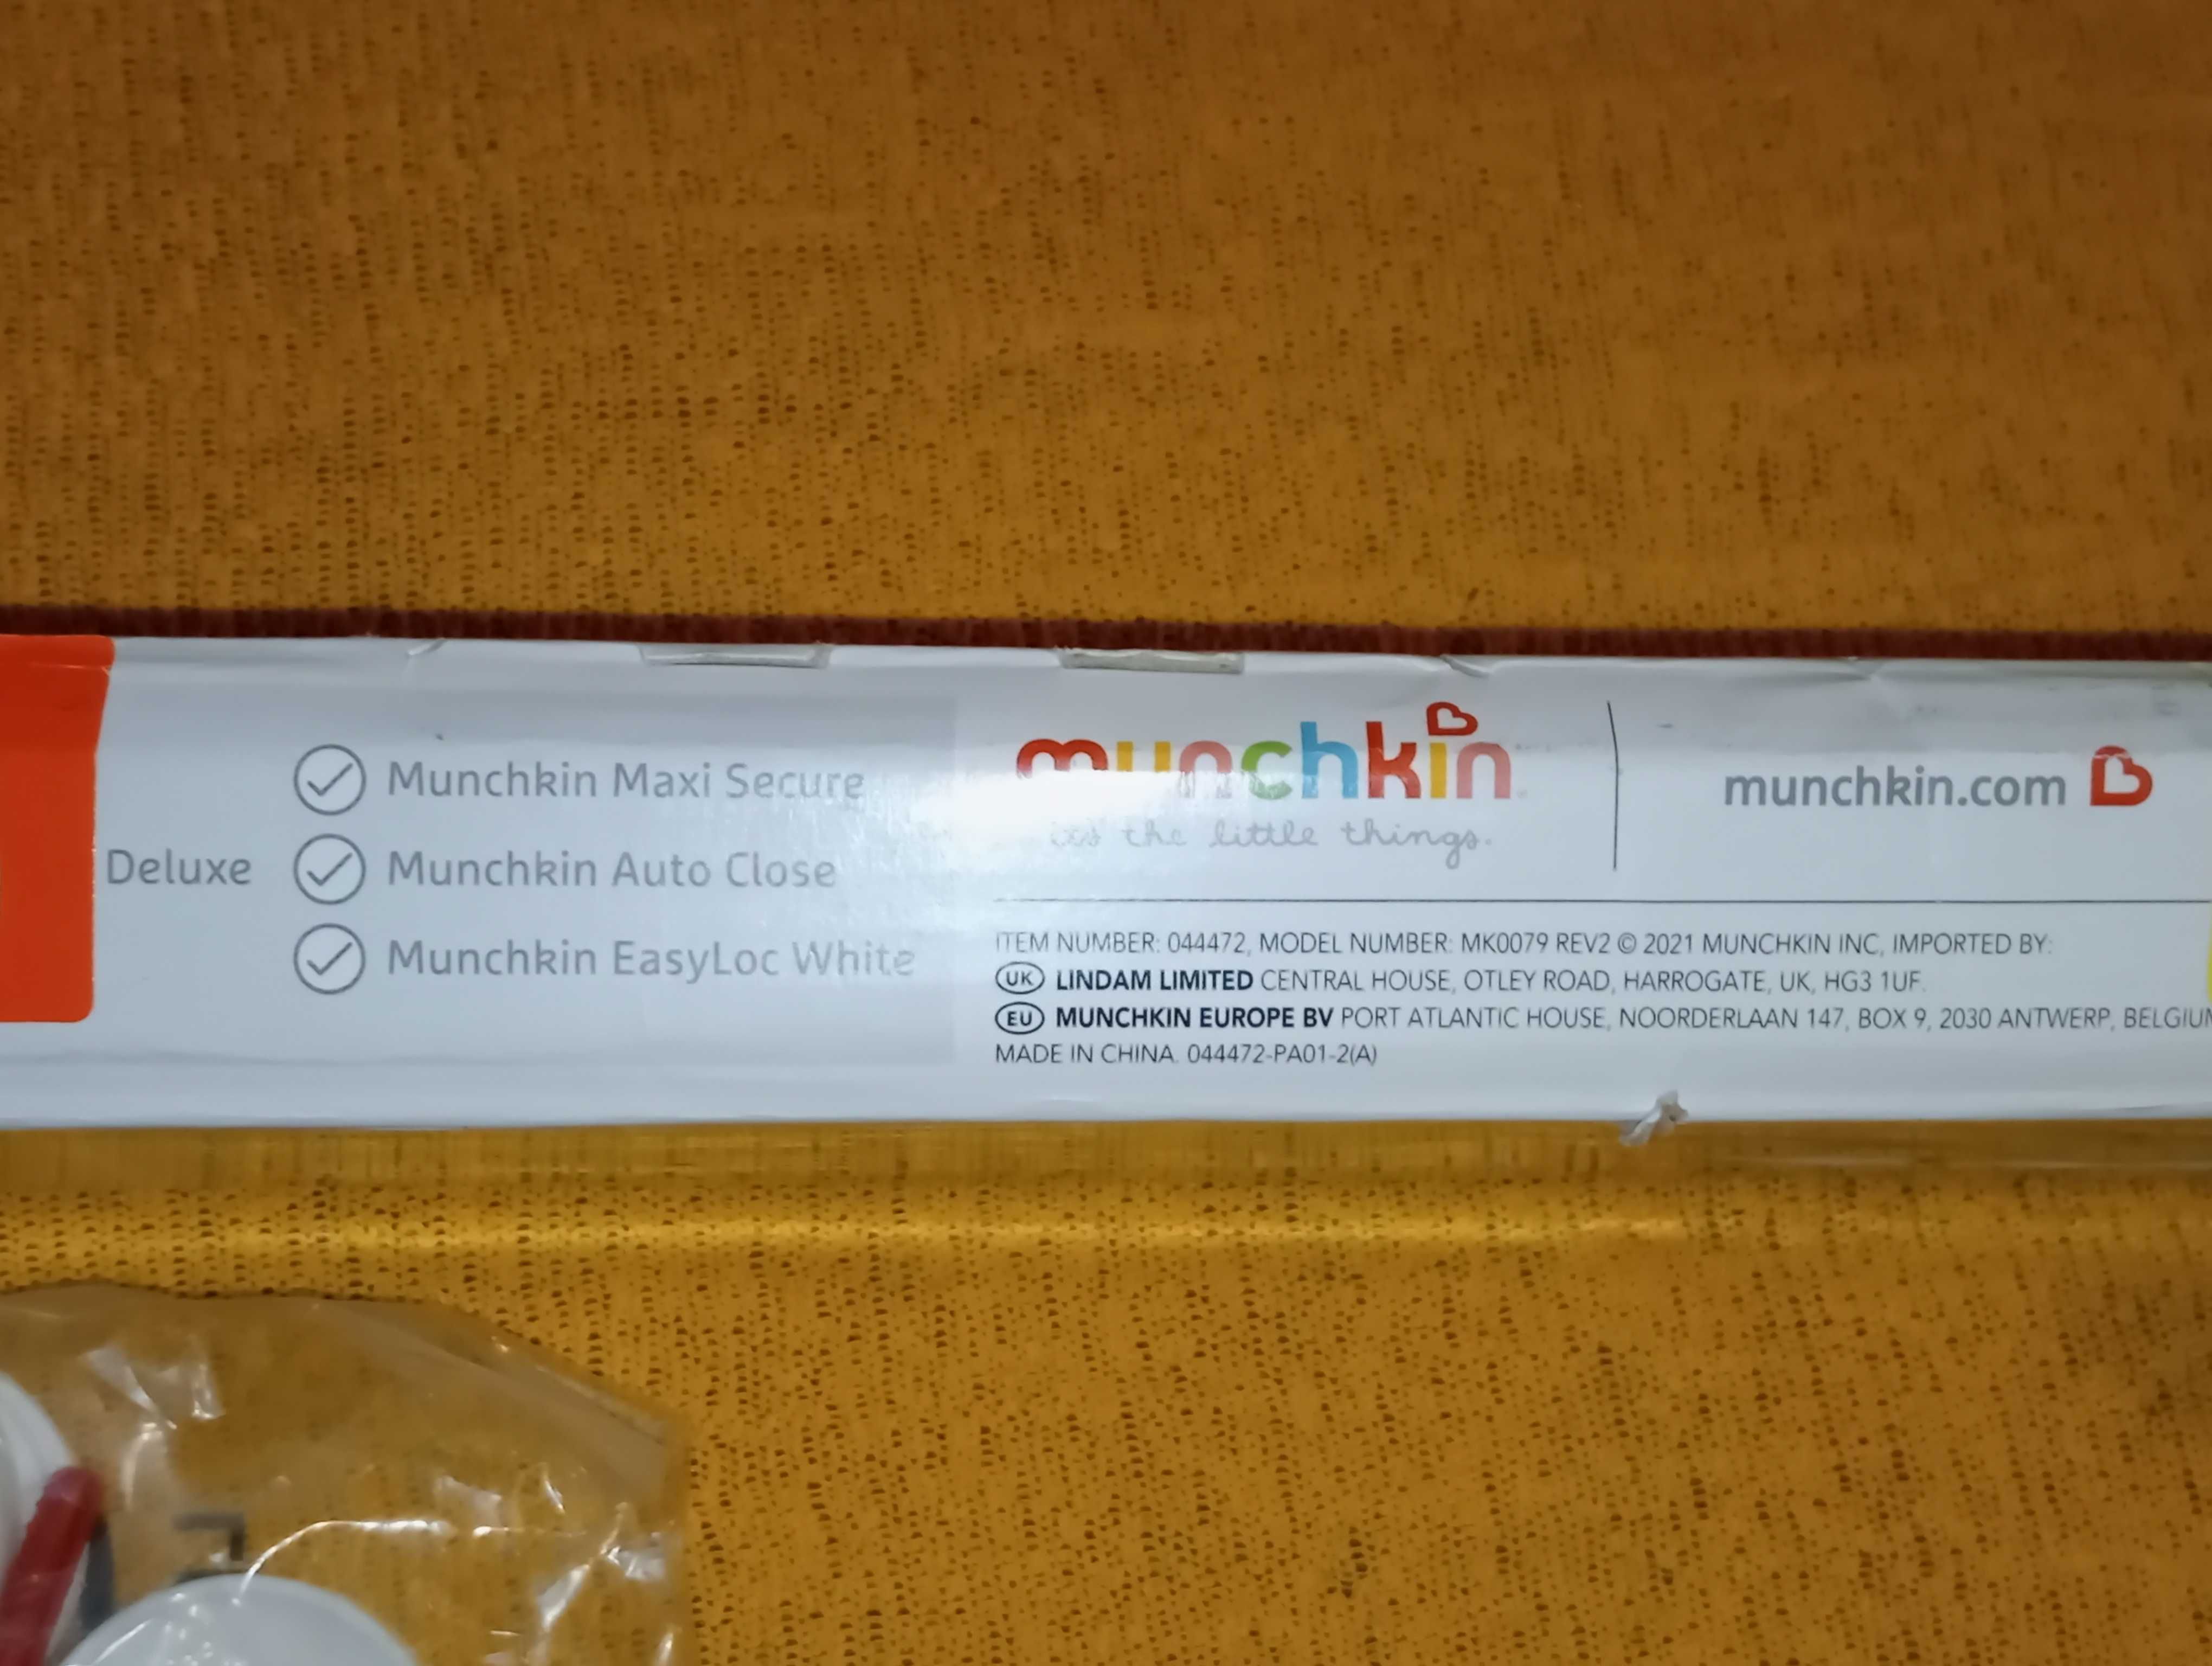 Deluxe
Munchkin Maxi Secure
Munchkin Auto Close
Munchkin EasyLoc White
munchkin
it's the little things.
munchkin.com
ITEM NUMBER: 044472, MODEL NUMBER: MK0079 REV2 © 2021 MUNCHKIN INC, IMPORTED BY:
UK LINDAM LIMITED CENTRAL HOUSE, OTLEY ROAD, HARROGATE, UK, HG3 1UF.
EU MUNCHKIN EUROPE BV PORT ATLANTIC HOUSE, NOORDERLAAN 147, BOX 9, 2030 ANTWERP, BELGIUM
MADE IN CHINA. 044472-PA01-2(A)